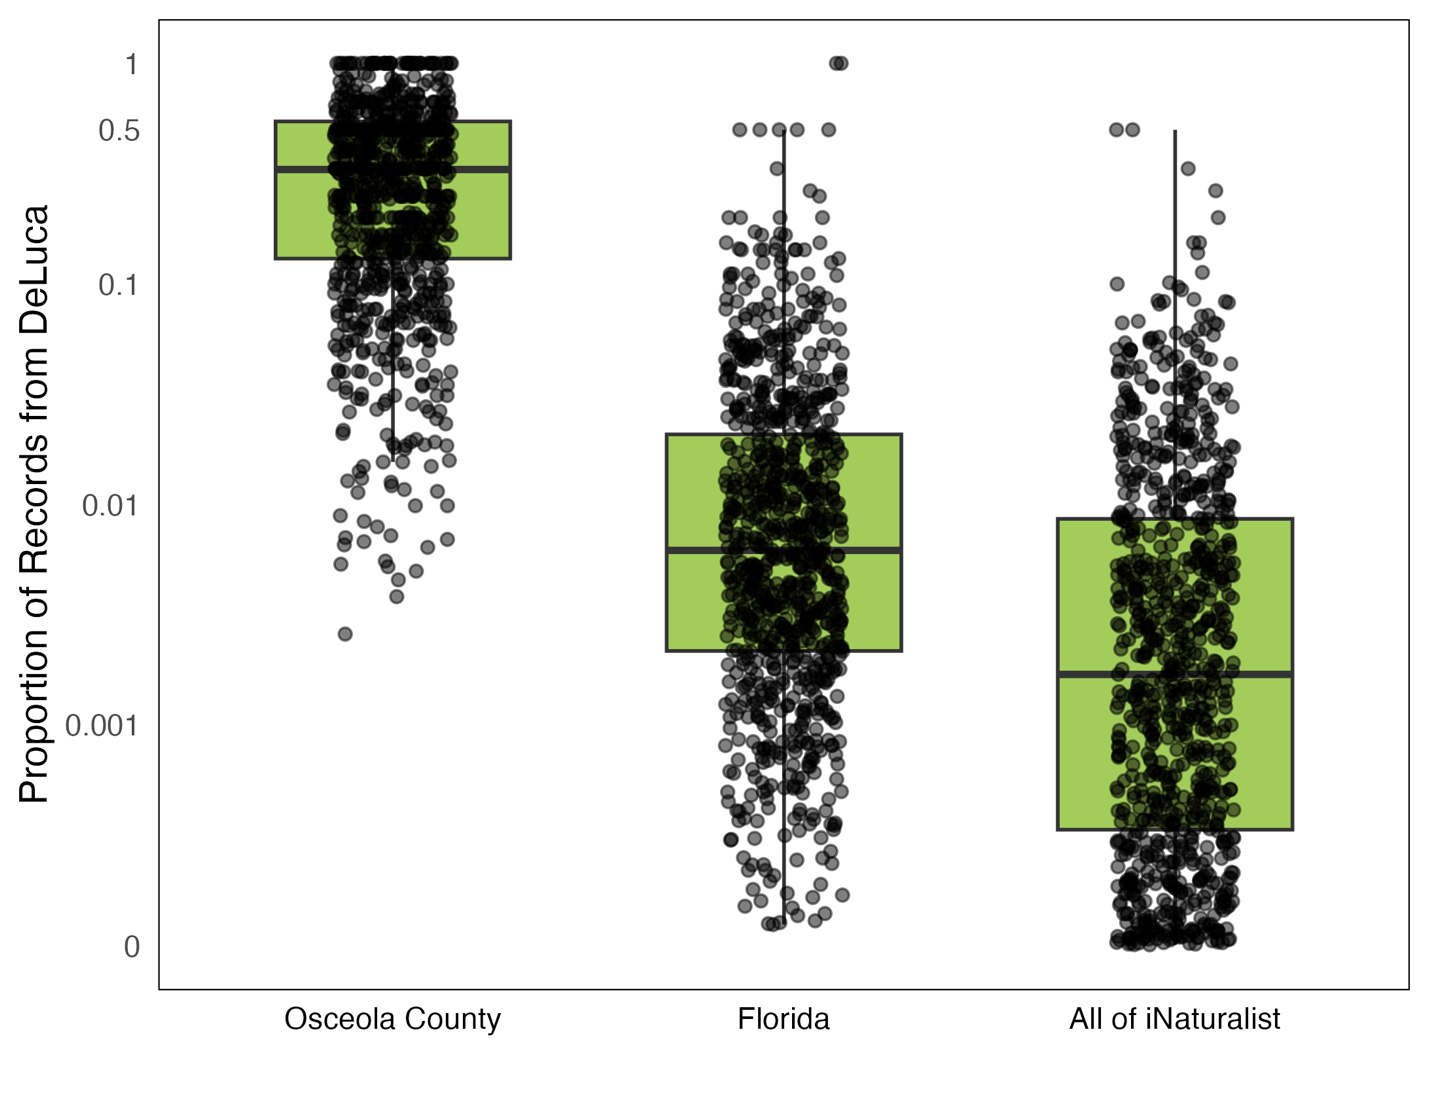 Proportion of Records from DeLuca
1
0.5
0.1
0.01
0.001
0
Osceola County
Florida
All of iNaturalist